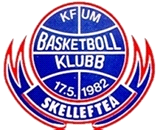 KFUM
BASKETBOLL
KLUBB
17.5.1982
SKELLEFTEÅ